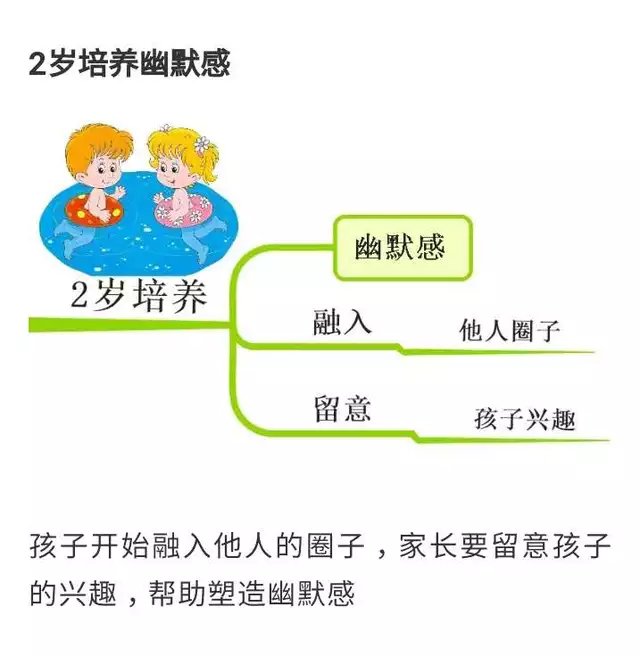 2岁培养幽默感
幽默感
2岁培养
融入 他人圈子
留意 孩子兴趣
孩子开始融入他人的圈子，家长要留意孩子
的兴趣，帮助塑造幽默感